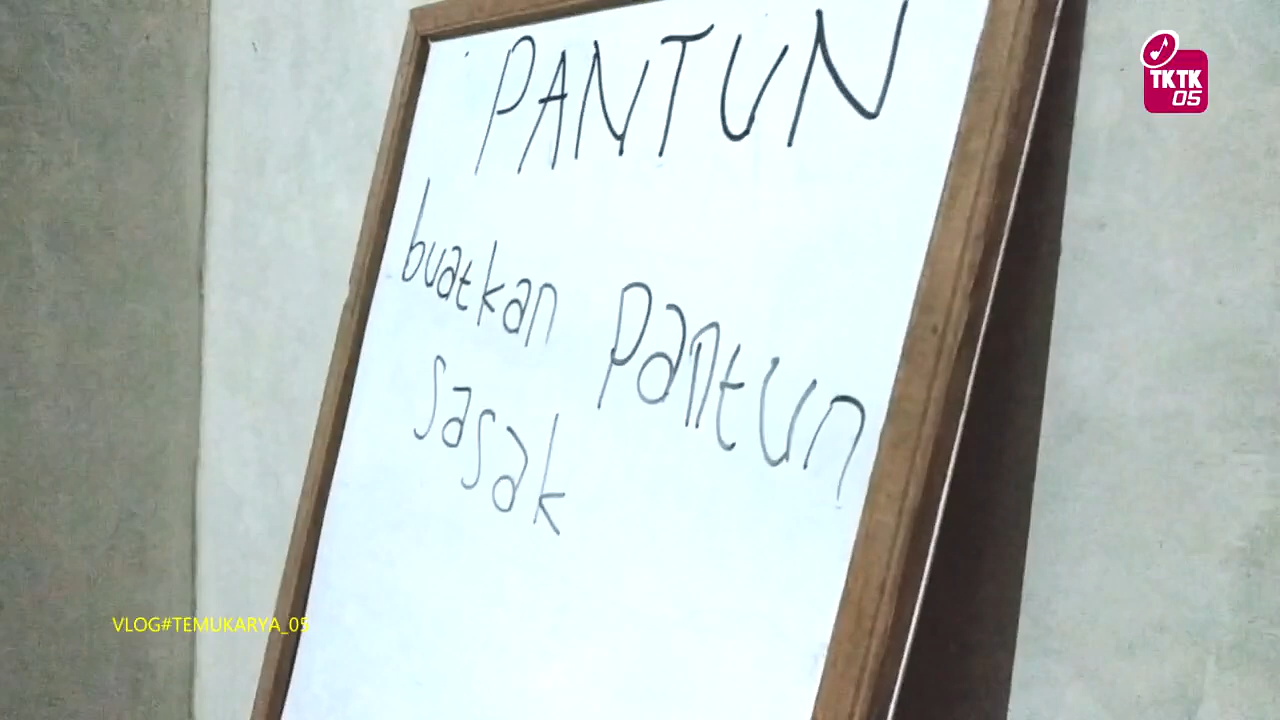 PANTUN
buatkan Pantun
sasak
TKTK
05
VLOG#TEMUKARYA_05